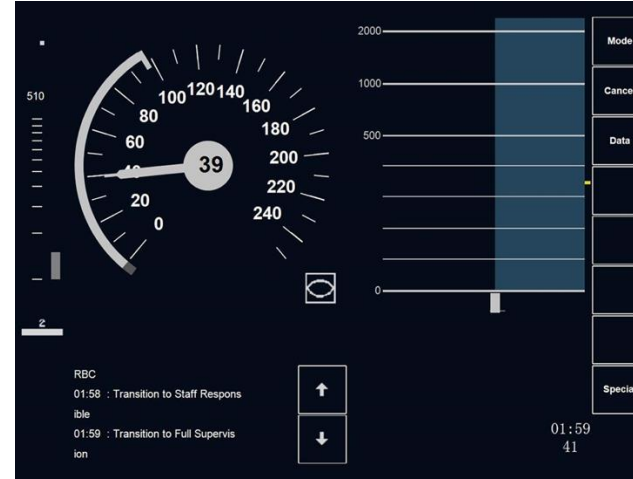 510
2
0
20
40
60
80
100
120
140
160
180
200
220
240
39
2000
1000
500
0
Mode
Cance
Data
Specia
RBC
01:58 : Transition to Staff Respons
ible
01:59 : Transition to Full Supervis
ion
01:59
41